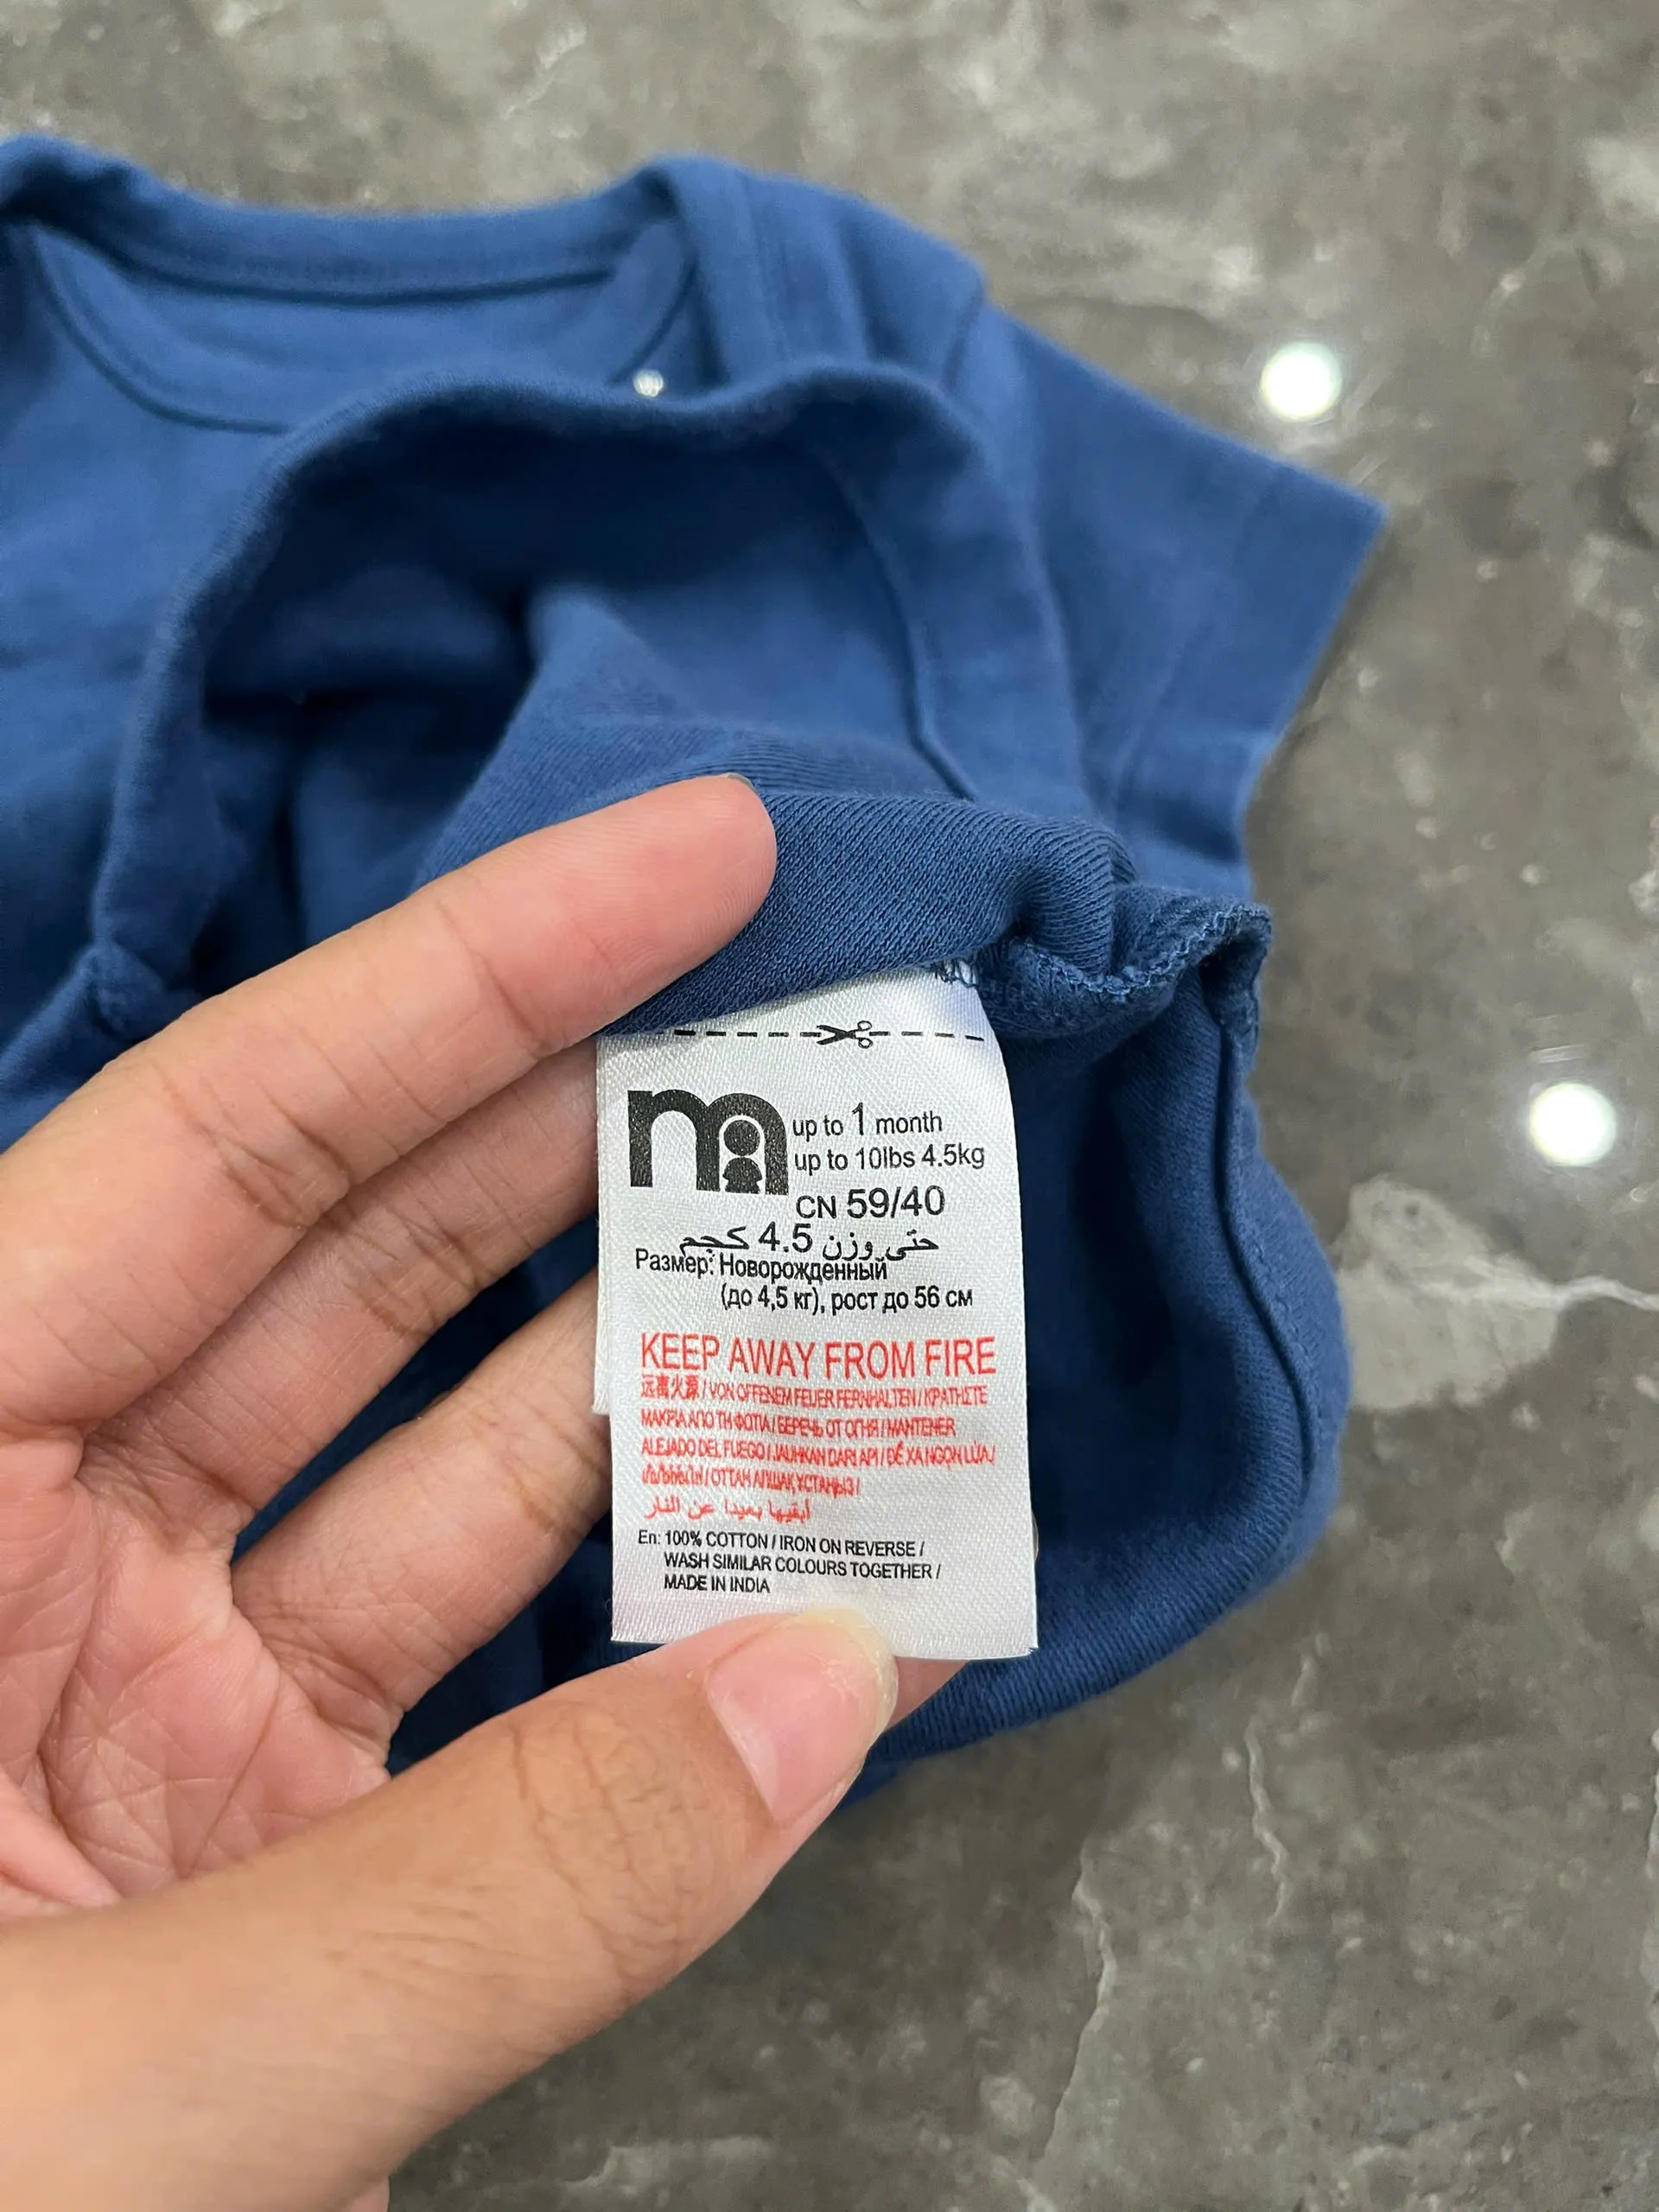 m
up to 1 month
up to 10lbs 4.5kg
CN 59/40
حتى وزن 4.5 كجم
Размер: Новорожденный
(до 4,5 кг), рост до 56 см
KEEP AWAY FROM FIRE
远离火源 / VON OFFENEM FEUER FERNHALTEN / ΚΡΑΤΗΣΤΕ
ΜΑΚΡΙΑ ΑΠΟ ΤΗ ΦΩΤΙΑ / БЕРЕЧЬ ОТ ОГНЯ / MANTENER
ALEJADO DEL FUEGO / JAUHKAN DARI API / ĐỂ XA NGỌN LỬA /
/ ОТТАН АЛШАҚ ҰСТАҢЫЗ /
أبقيها بعيدا عن النار
En: 100% COTTON / IRON ON REVERSE /
WASH SIMILAR COLOURS TOGETHER /
MADE IN INDIA